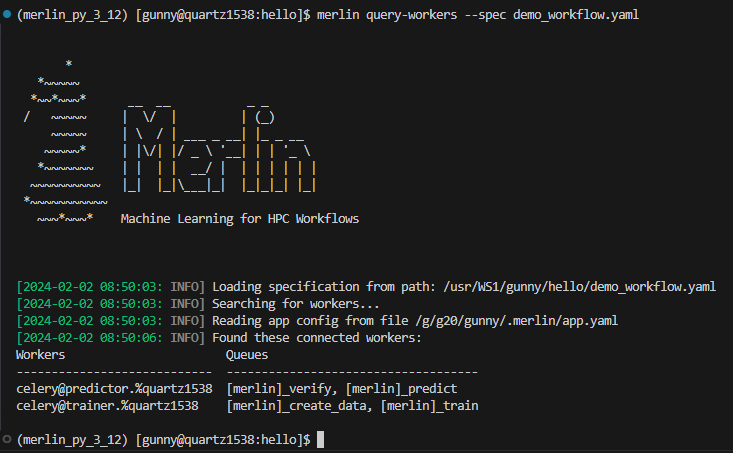 (merlin_py_3_12) [gunny@quartz1538:hello]$ merlin query-workers --spec demo_workflow.yaml
Merlin
Machine Learning for HPC Workflows
[2024-02-02 08:50:03: INFO] Loading specification from path: /usr/WS1/gunny/hello/demo_workflow.yaml
[2024-02-02 08:50:03: INFO] Searching for workers...
[2024-02-02 08:50:03: INFO] Reading app config from file /g/g20/gunny/.merlin/app.yaml
[2024-02-02 08:50:06: INFO] Found these connected workers:
Workers Queues
---------------------------- ------------------------------------
celery@predictor.%quartz1538 [merlin]_verify, [merlin]_predict
celery@trainer.%quartz1538 [merlin]_create_data, [merlin]_train
(merlin_py_3_12) [gunny@quartz1538:hello]$